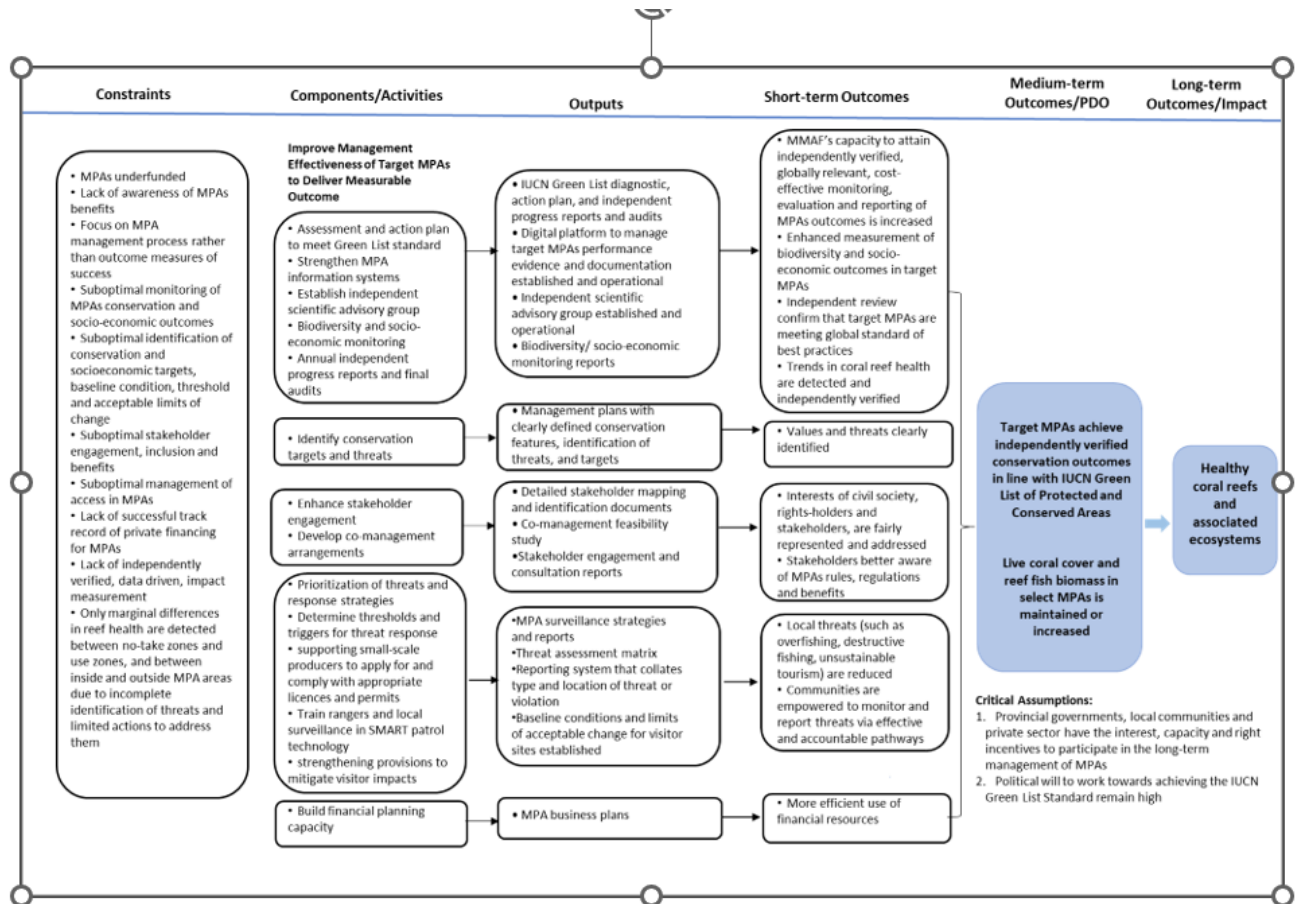 Constraints
Components/Activities
Outputs
Short-term Outcomes
Medium-term
Outcomes/PDO
Long-term
Outcomes/Impact
• MPAs underfunded
• Lack of awareness of MPAs
benefits
• Focus on MPA
management process rather
than outcome measures of
success
• Suboptimal monitoring of
MPAs conservation and
socio-economic outcomes
• Suboptimal identification of
conservation and
socioeconomic targets,
baseline condition, threshold
and acceptable limits of
change
• Suboptimal stakeholder
engagement, inclusion and
benefits
• Suboptimal management of
access in MPAs
• Lack of successful track
record of private financing
for MPAs
• Lack of independently
verified, data driven, impact
measurement
• Only marginal differences
in reef health are detected
between no-take zones and
use zones, and between
inside and outside MPA areas
due to incomplete
identification of threats and
limited actions to address
them
Improve Management
Effectiveness of Target MPAs
to Deliver Measurable
Outcome
• Assessment and action plan
to meet Green List standard
• Strengthen MPA
information systems
• Establish independent
scientific advisory group
• Biodiversity and socio-
economic monitoring
• Annual independent
progress reports and final
audits
• IUCN Green List diagnostic,
action plan, and independent
progress reports and audits
• Digital platform to manage
target MPAs performance
evidence and documentation
established and operational
• Independent scientific
advisory group established and
operational
• Biodiversity/ socio-economic
monitoring reports
• MMAF's capacity to attain
independently verified,
globally relevant, cost-
effective monitoring,
evaluation and reporting of
MPAs outcomes is increased
• Enhanced measurement of
biodiversity and socio-
economic outcomes in target
MPAs
• Independent review
confirm that target MPAs are
meeting global standard of
best practices
• Trends in coral reef health
are detected and
independently verified
• Identify conservation
targets and threats
• Management plans with
clearly defined conservation
features, identification of
threats, and targets
• Values and threats clearly
identified
• Enhance stakeholder
engagement
• Develop co-management
arrangements
• Detailed stakeholder mapping
and identification documents
• Co-management feasibility
study
•Stakeholder engagement and
consultation reports
• Interests of civil society,
rights-holders and
stakeholders, are fairly
represented and addressed
• Stakeholders better aware
of MPAs rules, regulations
and benefits
• Prioritization of threats and
response strategies
• Determine thresholds and
triggers for threat response
• supporting small-scale
producers to apply for and
comply with appropriate
licences and permits
• Train rangers and local
surveillance in SMART patrol
technology
• strengthening provisions to
mitigate visitor impacts
•MPA surveillance strategies
and reports
•Threat assessment matrix
•Reporting system that collates
type and location of threat or
violation
•Baseline conditions and limits
of acceptable change for visitor
sites established
• Local threats (such as
overfishing, destructive
fishing, unsustainable
tourism) are reduced
• Communities are
empowered to monitor and
report threats via effective
and accountable pathways
• Build financial planning
capacity
• MPA business plans
• More efficient use of
financial resources
Target MPAs achieve
independently verified
conservation outcomes
in line with IUCN Green
List of Protected and
Conserved Areas
Live coral cover and
reef fish biomass in
select MPAs is
maintained or
increased
Healthy
coral reefs
and
associated
ecosystems
Critical Assumptions:
1. Provincial governments, local communities and
private sector have the interest, capacity and right
incentives to participate in the long-term
management of MPAs
2. Political will to work towards achieving the IUCN
Green List Standard remain high